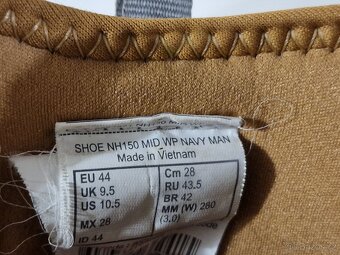 SHOE NH150 MID WP NAVY MAN
Made in Vietnam
EU 44
UK 9.5
US 10.5
MX 28
ID 44
Cm 28
RU 43.5
BR 42
MM (W) 280
(3.0)